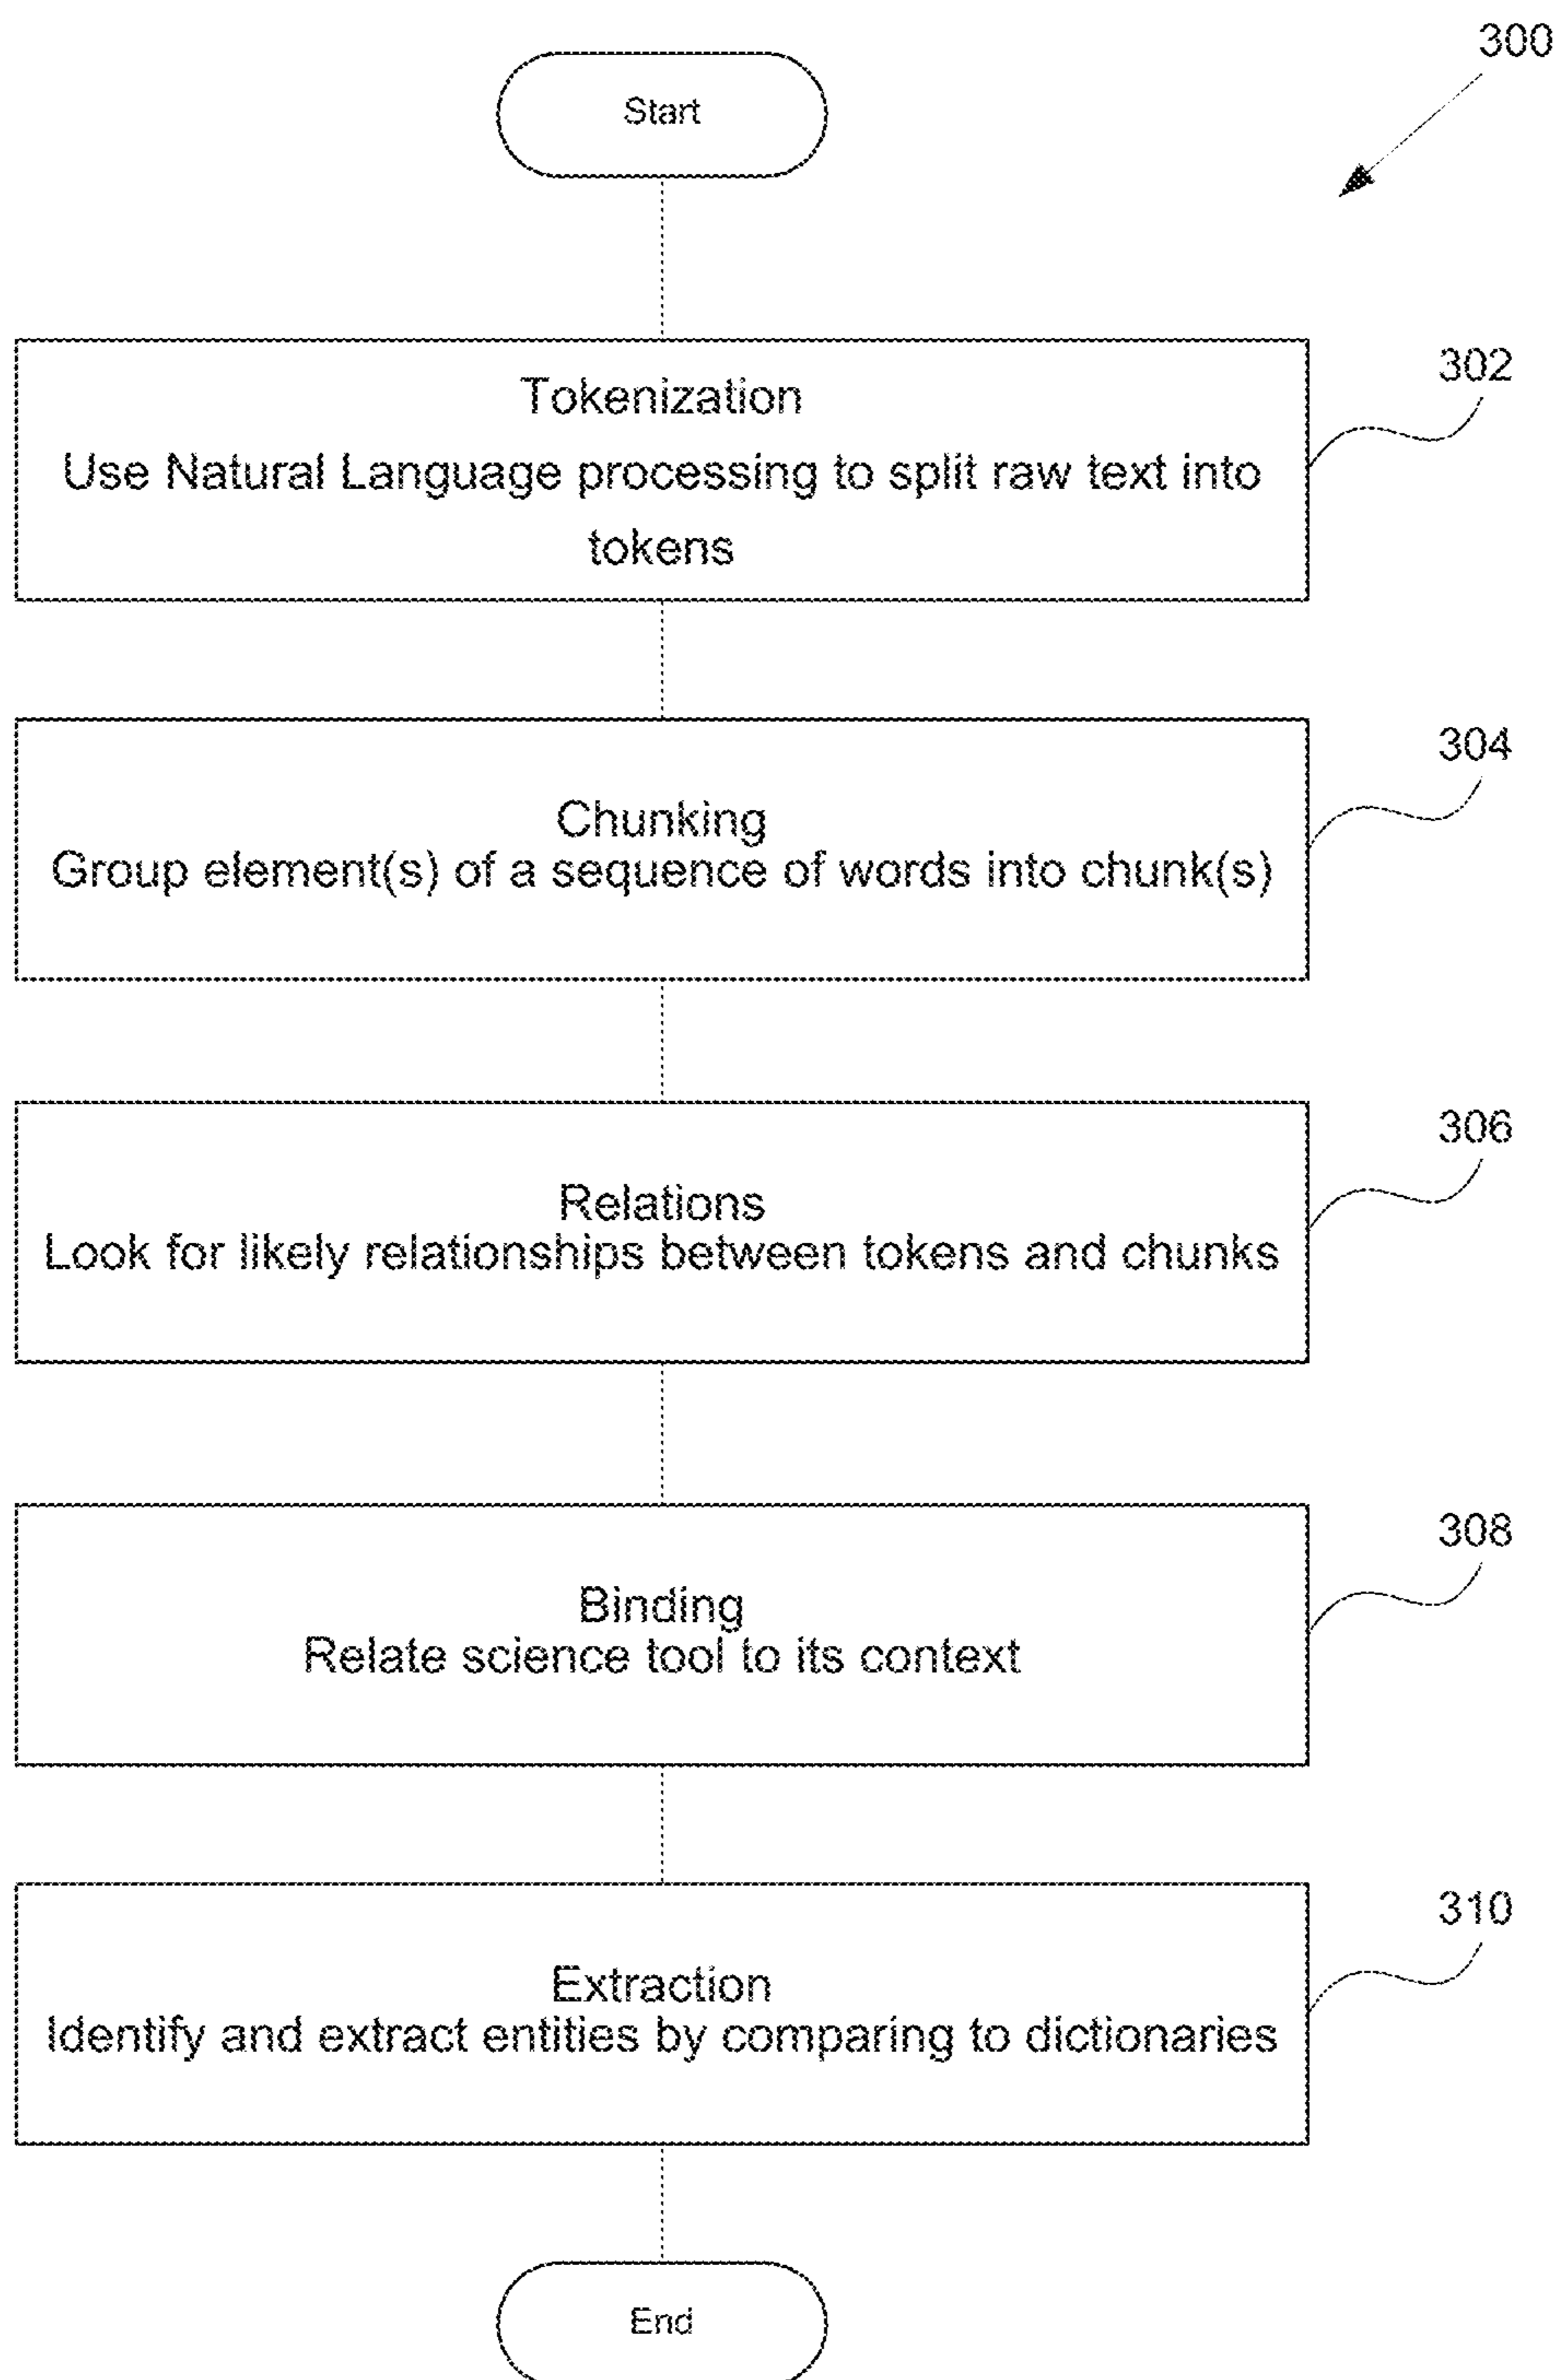 300
Start
302
Tokenization
Use Natural Language processing to split raw text into
tokens
304
Chunking
Group element(s) of a sequence of words into chunk(s)
306
Relations
Look for likely relationships between tokens and chunks
308
Binding
Relate science tool to its context
310
Extraction
Identify and extract entities by comparing to dictionaries
End